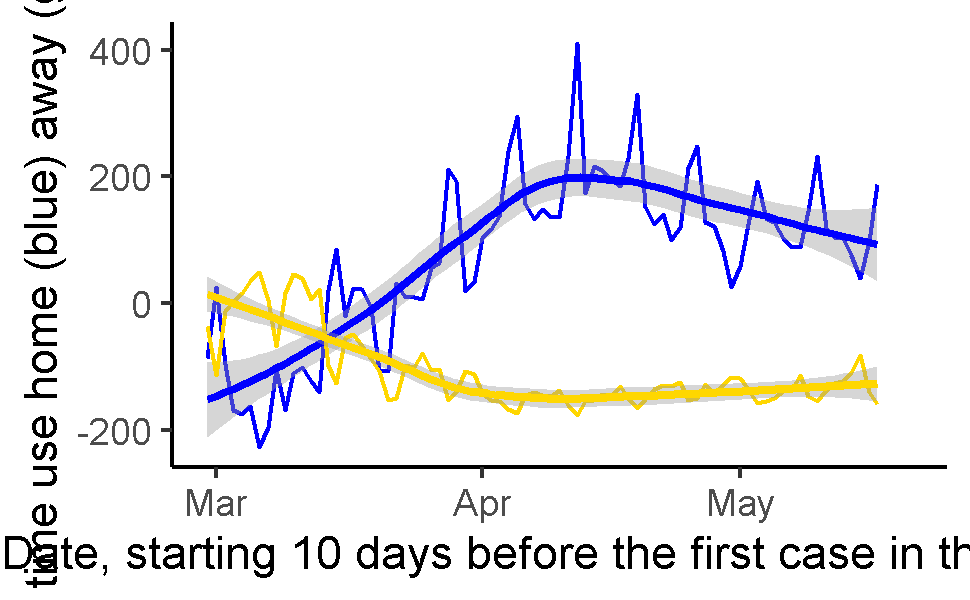 time use home (blue) away (
400
200
0
-200
Mar Apr May
Date, starting 10 days before the first case in th